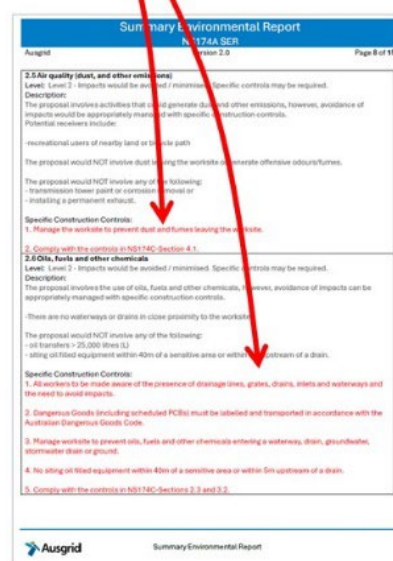 Summary Environmental Report
NS174A SER
Ausgrid
Version 2.0
Page 8 of
2.5 Air quality (dust, and other emissions)
Level: Level 2 - Impacts would be avoided / minimised. Specific controls may be required.
Description:
The proposal involves activities that could generate dust and other emissions, however, avoidance of
impacts would be appropriately managed with specific construction controls.
Potential receivers include:
-recreational users of nearby land or bicycle path
The proposal would NOT involve dust leaving the worksite or generate offensive odours/fumes.
The proposal would NOT involve any of the following:
- transmission tower paint or corrosion removal or
- installing a permanent exhaust.
Specific Construction Controls:
1. Manage the worksite to prevent dust and fumes leaving the worksite.
2. Comply with the controls in NS174C-Section 4.1.
2.6 Oils, fuels and other chemicals
Level: Level 2 - Impacts would be avoided / minimised. Specific controls may be required.
Description:
The proposal involves the use of oils, fuels and other chemicals, however, avoidance of impacts can be
appropriately managed with specific construction controls.
-There are no waterways or drains in close proximity to the worksite
The proposal would NOT involve any of the following:
- oil transfers > 25,000 litres (L)
- siting oil filled equipment within 40m of a sensitive area or within upstream of a drain.
Specific Construction Controls:
1. All workers to be made aware of the presence of drainage lines, grates, drains, inlets and waterways and
the need to avoid impacts.
2. Dangerous Goods (including scheduled PCBs) must be labelled and transported in accordance with the
Australian Dangerous Goods Code.
3. Manage worksite to prevent oils, fuels and other chemicals entering a waterway, drain, groundwater,
stormwater drain or ground.
4. No siting oil filled equipment within 40m of a sensitive area or within 5m upstream of a drain.
5. Comply with the controls in NS174C-Sections 2.3 and 3.2.
Ausgrid
Summary Environmental Report